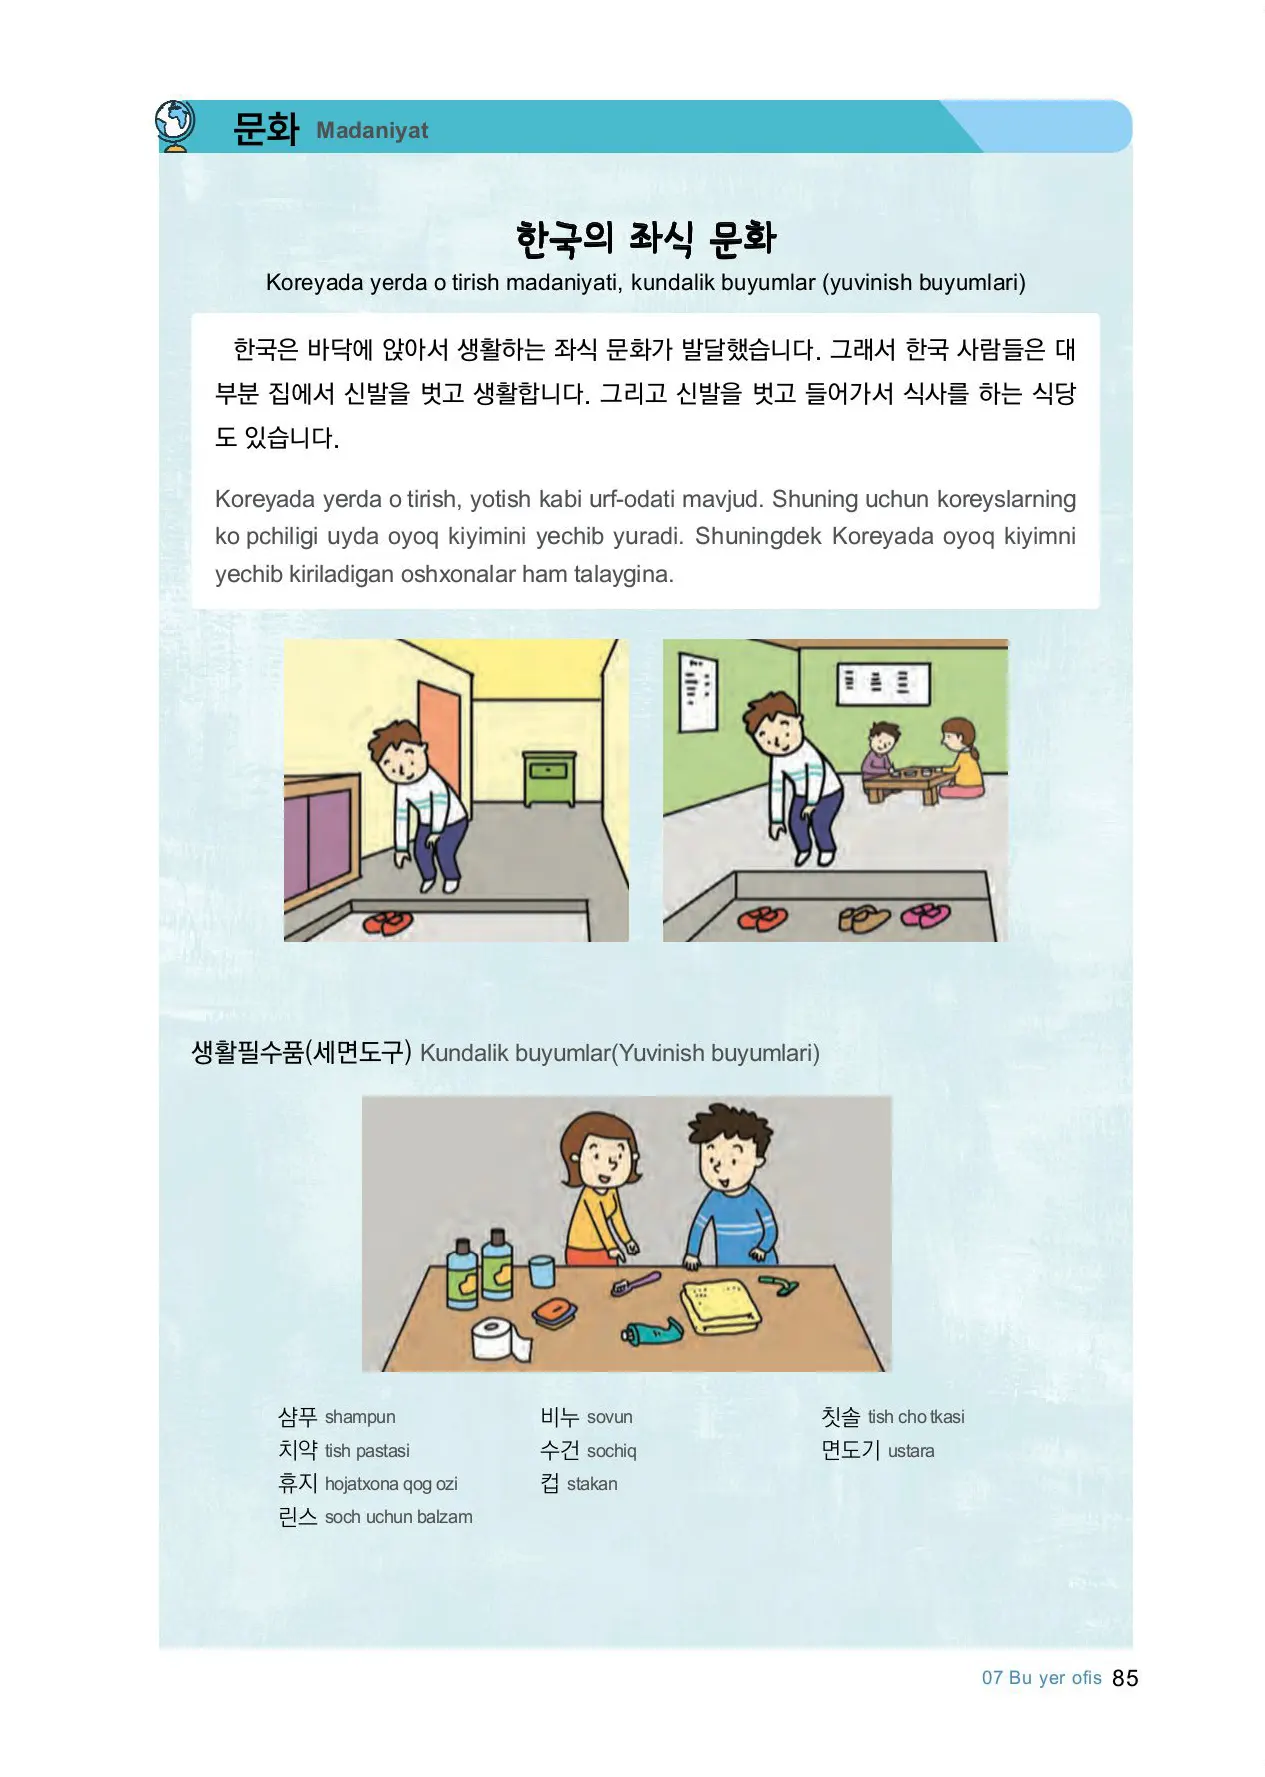 문화 Madaniyat
한국의 좌식 문화
Koreyada yerda o tirish madaniyati, kundalik buyumlar (yuvinish buyumlari)
한국은 바닥에 앉아서 생활하는 좌식 문화가 발달했습니다. 그래서 한국 사람들은 대
부분 집에서 신발을 벗고 생활합니다. 그리고 신발을 벗고 들어가서 식사를 하는 식당
도 있습니다.
Koreyada yerda o tirish, yotish kabi urf-odati mavjud. Shuning uchun koreyslarning
ko pchiligi uyda oyoq kiyimini yechib yuradi. Shuningdek Koreyada oyoq kiyimni
yechib kiriladigan oshxonalar ham talaygina.
생활필수품(세면도구) Kundalik buyumlar(Yuvinish buyumlari)
샴푸 shampun 비누 sovun 칫솔 tish cho tkasi
치약 tish pastasi 수건 sochiq 면도기 ustara
휴지 hojatxona qog ozi 컵 stakan
린스 soch uchun balzam
07 Bu yer ofis 85